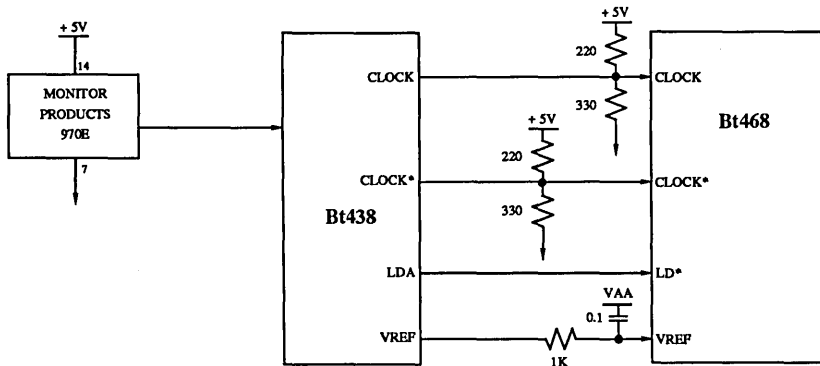 + 5V
14
MONITOR
PRODUCTS
970E
7
Bt438
CLOCK
CLOCK*
LDA
VREF
+ 5V
220
330
+ 5V
220
330
VAA
0.1
1K
Bt468
CLOCK
CLOCK*
LD*
VREF